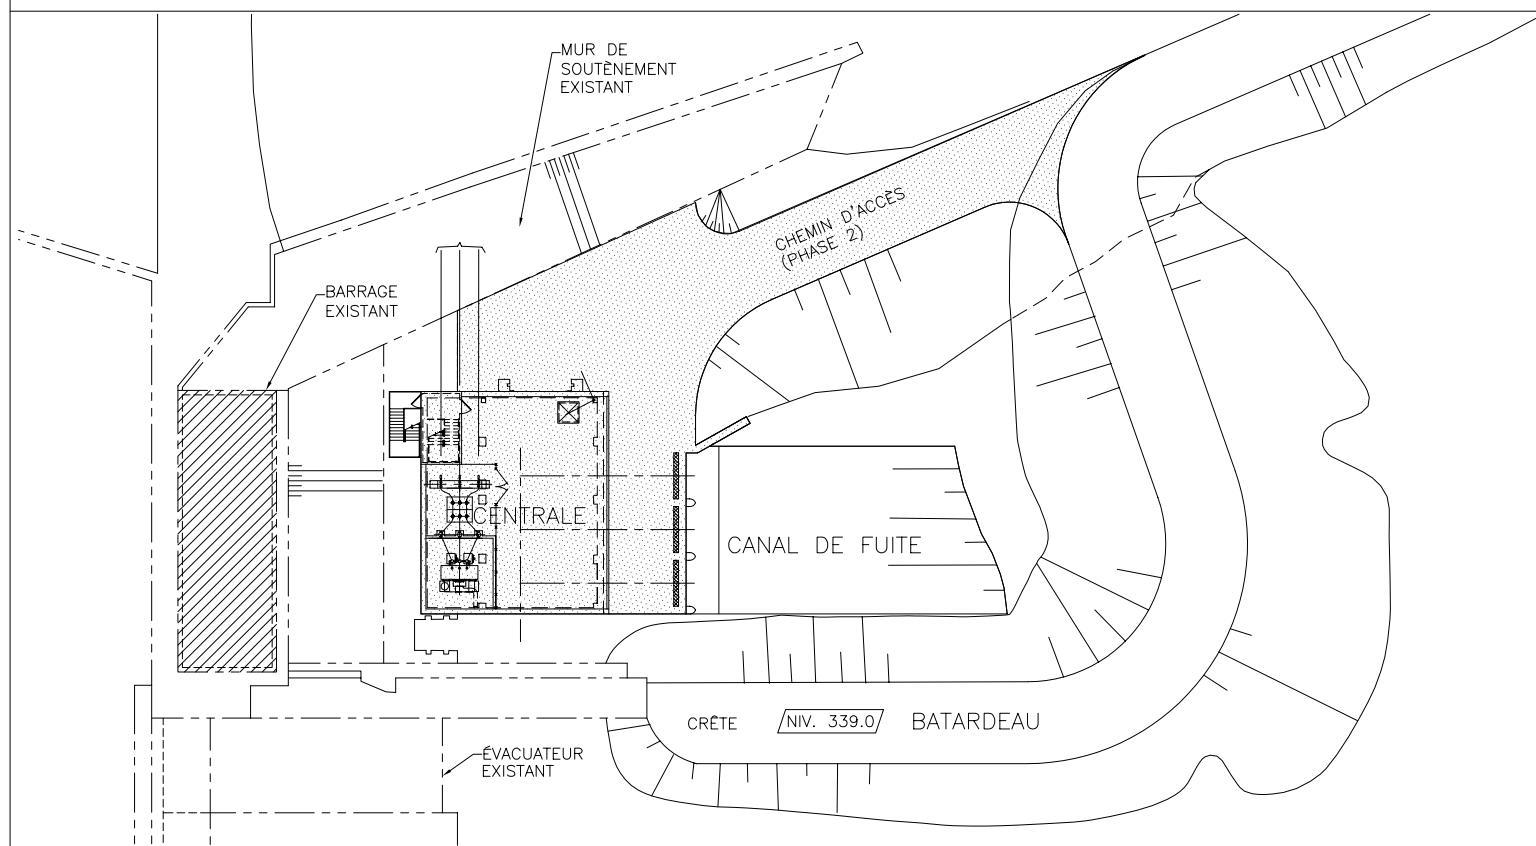 MUR DE
SOUTÈNEMENT
EXISTANT
CHEMIN D'ACCÈS
(PHASE 2)
BARRAGE
EXISTANT
CENTRALE
CANAL DE FUITE
CRÊTE
NIV. 339.0
BATARDEAU
ÉVACUATEUR
EXISTANT